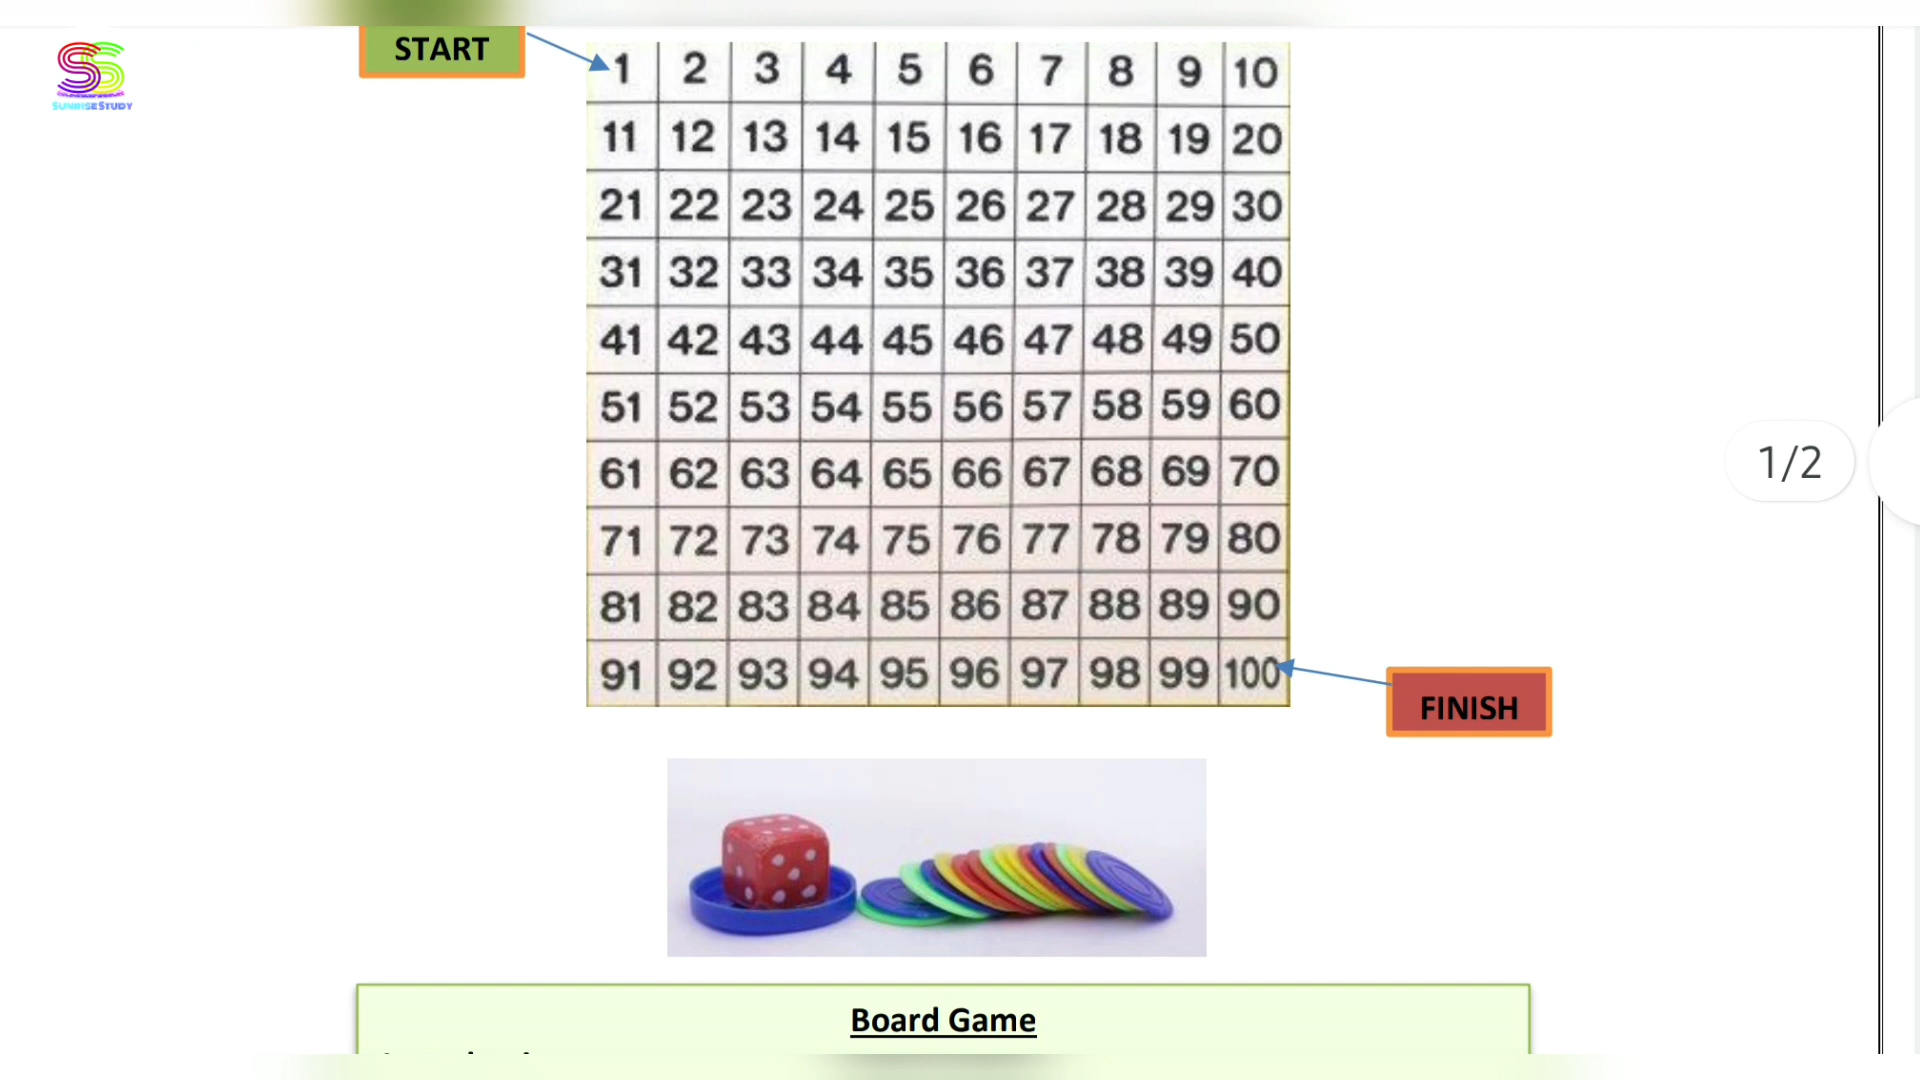 START
1 2 3 4 5 6 7 8 9 10
11 12 13 14 15 16 17 18 19 20
21 22 23 24 25 26 27 28 29 30
31 32 33 34 35 36 37 38 39 40
41 42 43 44 45 46 47 48 49 50
51 52 53 54 55 56 57 58 59 60
61 62 63 64 65 66 67 68 69 70
71 72 73 74 75 76 77 78 79 80
81 82 83 84 85 86 87 88 89 90
91 92 93 94 95 96 97 98 99 100
FINISH
Board Game
SS
SUNRISE STUDY
1/2